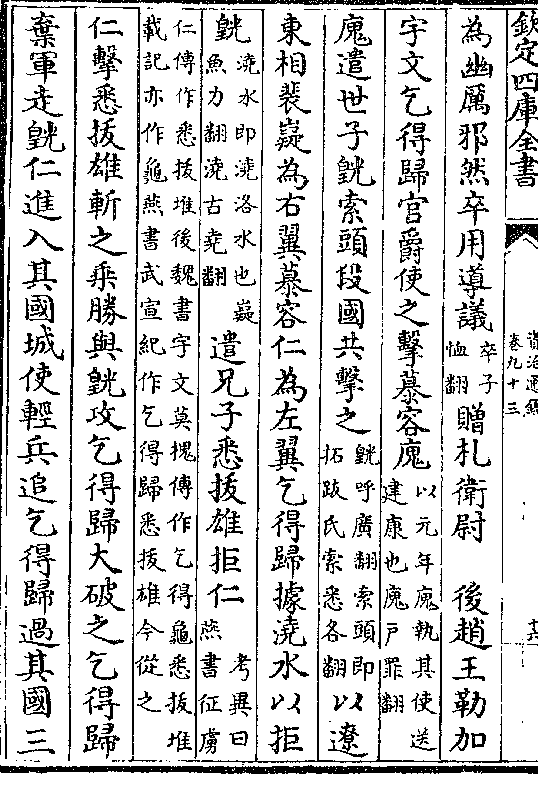 欽定四庫全書
資治通鑑
卷九十三
十六
為幽厲邪然卒用導議卒子恤翻贈札衛尉　後趙王勒加
宇文乞得歸官爵使之擊慕容廆以元年廆執其使送建康也廆戶罪翻
廆遣世子皝索頭段國共擊之皝呼廣翻索頭即拓跋氏索悉各翻以遼
東相裴嶷為右翼慕容仁為左翼乞得歸據澆水以拒
皝澆水即澆洛水也嶷魚力翻澆古堯翻遣兄子悉拔雄拒仁考異曰燕書征虜
仁傳作悉拔堆後魏書宇文莫槐傳作乞得龜悉拔堆載記亦作龜燕書武宣紀作乞得歸悉拔雄今從之
仁擊悉拔雄斬之乘勝與皝攻乞得歸大破之乞得歸
棄軍走皝仁進入其國城使輕兵追乞得歸過其國三